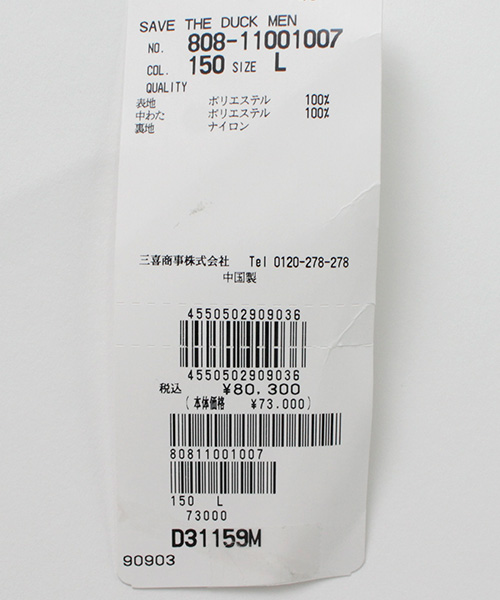 SAVE THE DUCK MEN
NO. 808-11001007
COL. 150 SIZE L
QUALITY
表地 ポリエステル 100%
中わた ポリエステル 100%
裏地 ナイロン
三喜商事株式会社 Tel 0120-278-278
中国製
4550502909036
4550502909036
税込 ¥80.300
(本体価格 ¥73.000)
80811001007
150 L
73000
D31159M
90903